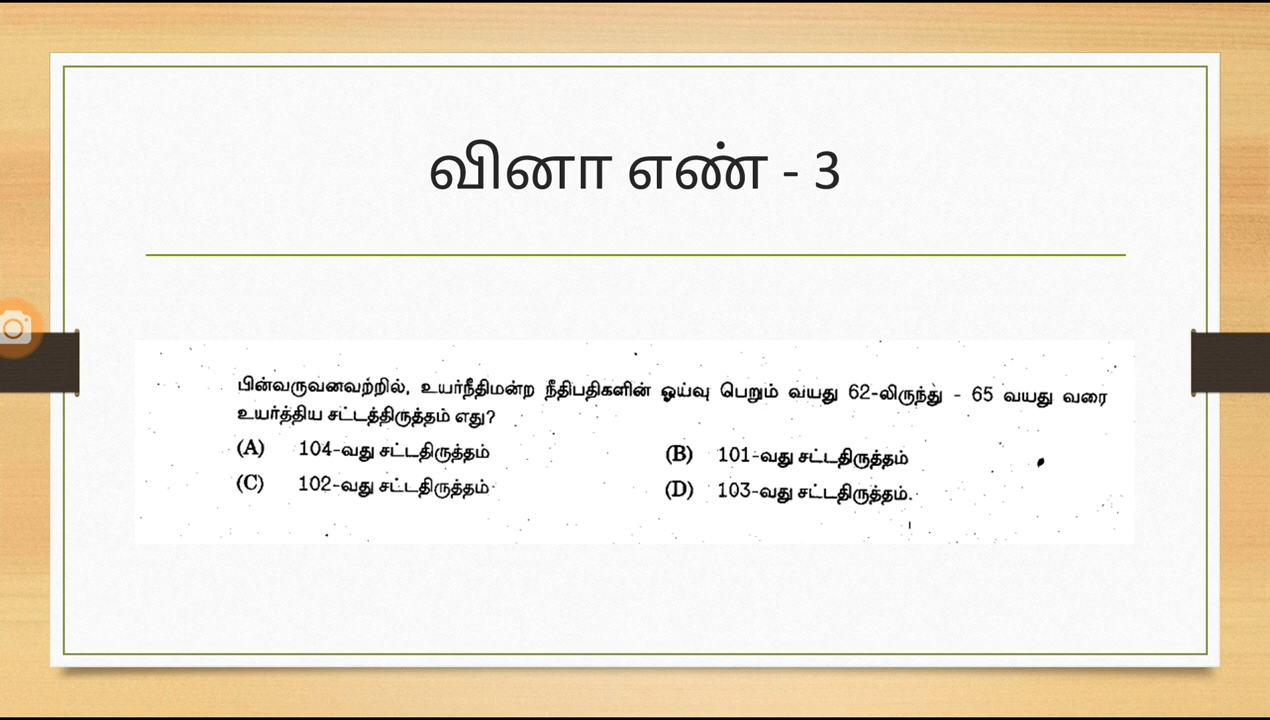 வினா எண் - 3
பின்வருவனவற்றில், உயர்நீதிமன்ற நீதிபதிகளின் ஓய்வு பெறும் வயது 62-லிருந்து - 65 வயது வரை
உயர்த்திய சட்டத்திருத்தம் எது?
(A) 104-வது சட்டதிருத்தம் (B) 101-வது சட்டதிருத்தம்
(C) 102-வது சட்டதிருத்தம் (D) 103-வது சட்டதிருத்தம்.